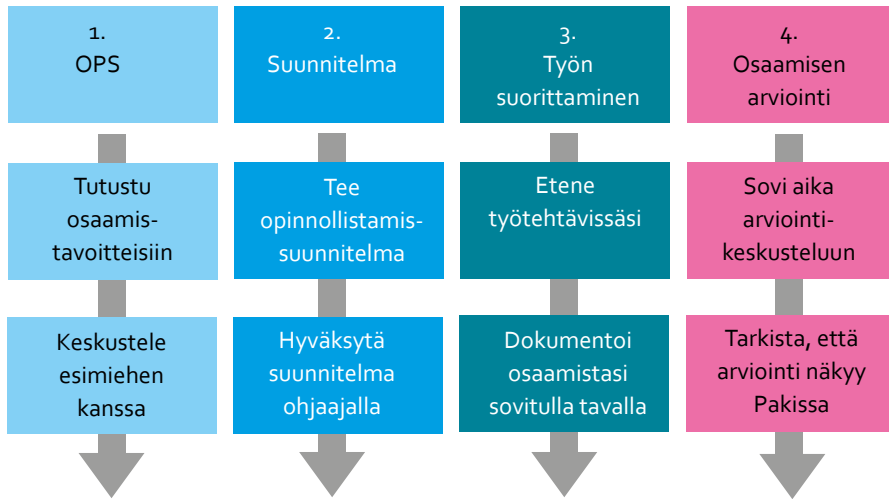 1.
OPS
Tutustu
osaamis-
tavoitteisiin
Keskustele
esimiehen
kanssa
2.
Suunnitelma
Tee
opinnollistamis-
suunnitelma
Hyväksytä
suunnitelma
ohjaajalla
3.
Työn
suorittaminen
Etene
työtehtävissäsi
Dokumentoi
osaamistasi
sovitulla tavalla
4.
Osaamisen
arviointi
Sovi aika
arviointi-
keskusteluun
Tarkista, että
arviointi näkyy
Pakissa